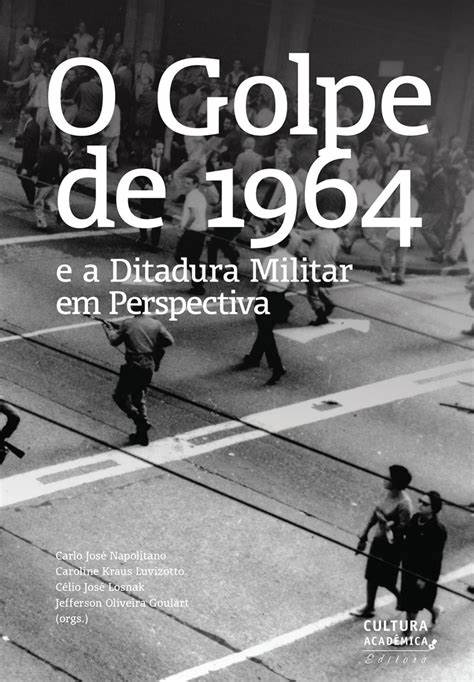 O Golpe
de 1964
e a Ditadura Militar
em Perspectiva
Carlo José Napolitano
Caroline Kraus Luvizotto
Célio José Losnak
Jefferson Oliveira Goulart
(orgs.)
CULTURA
ACADÊMICA
Editora